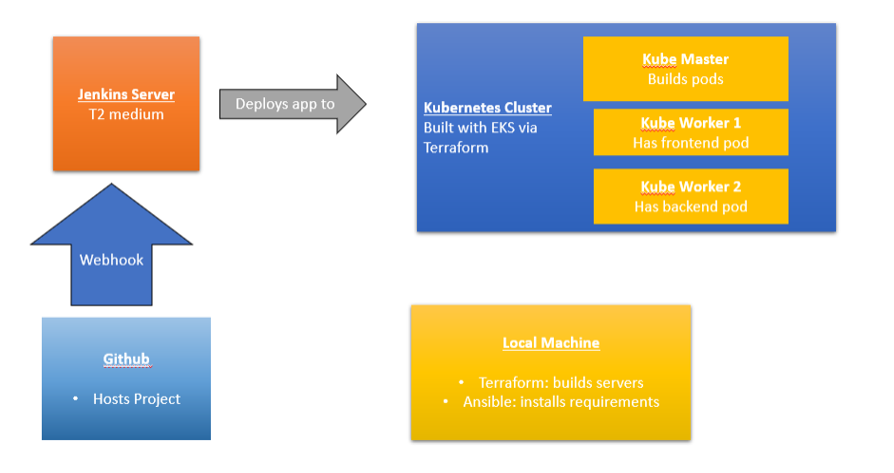 Jenkins Server
T2 medium
Deploys app to
Kubernetes Cluster
Built with EKS via
Terraform
Kube Master
Builds pods
Kube Worker 1
Has frontend pod
Kube Worker 2
Has backend pod
Webhook
Github
• Hosts Project
Local Machine
• Terraform: builds servers
• Ansible: installs requirements